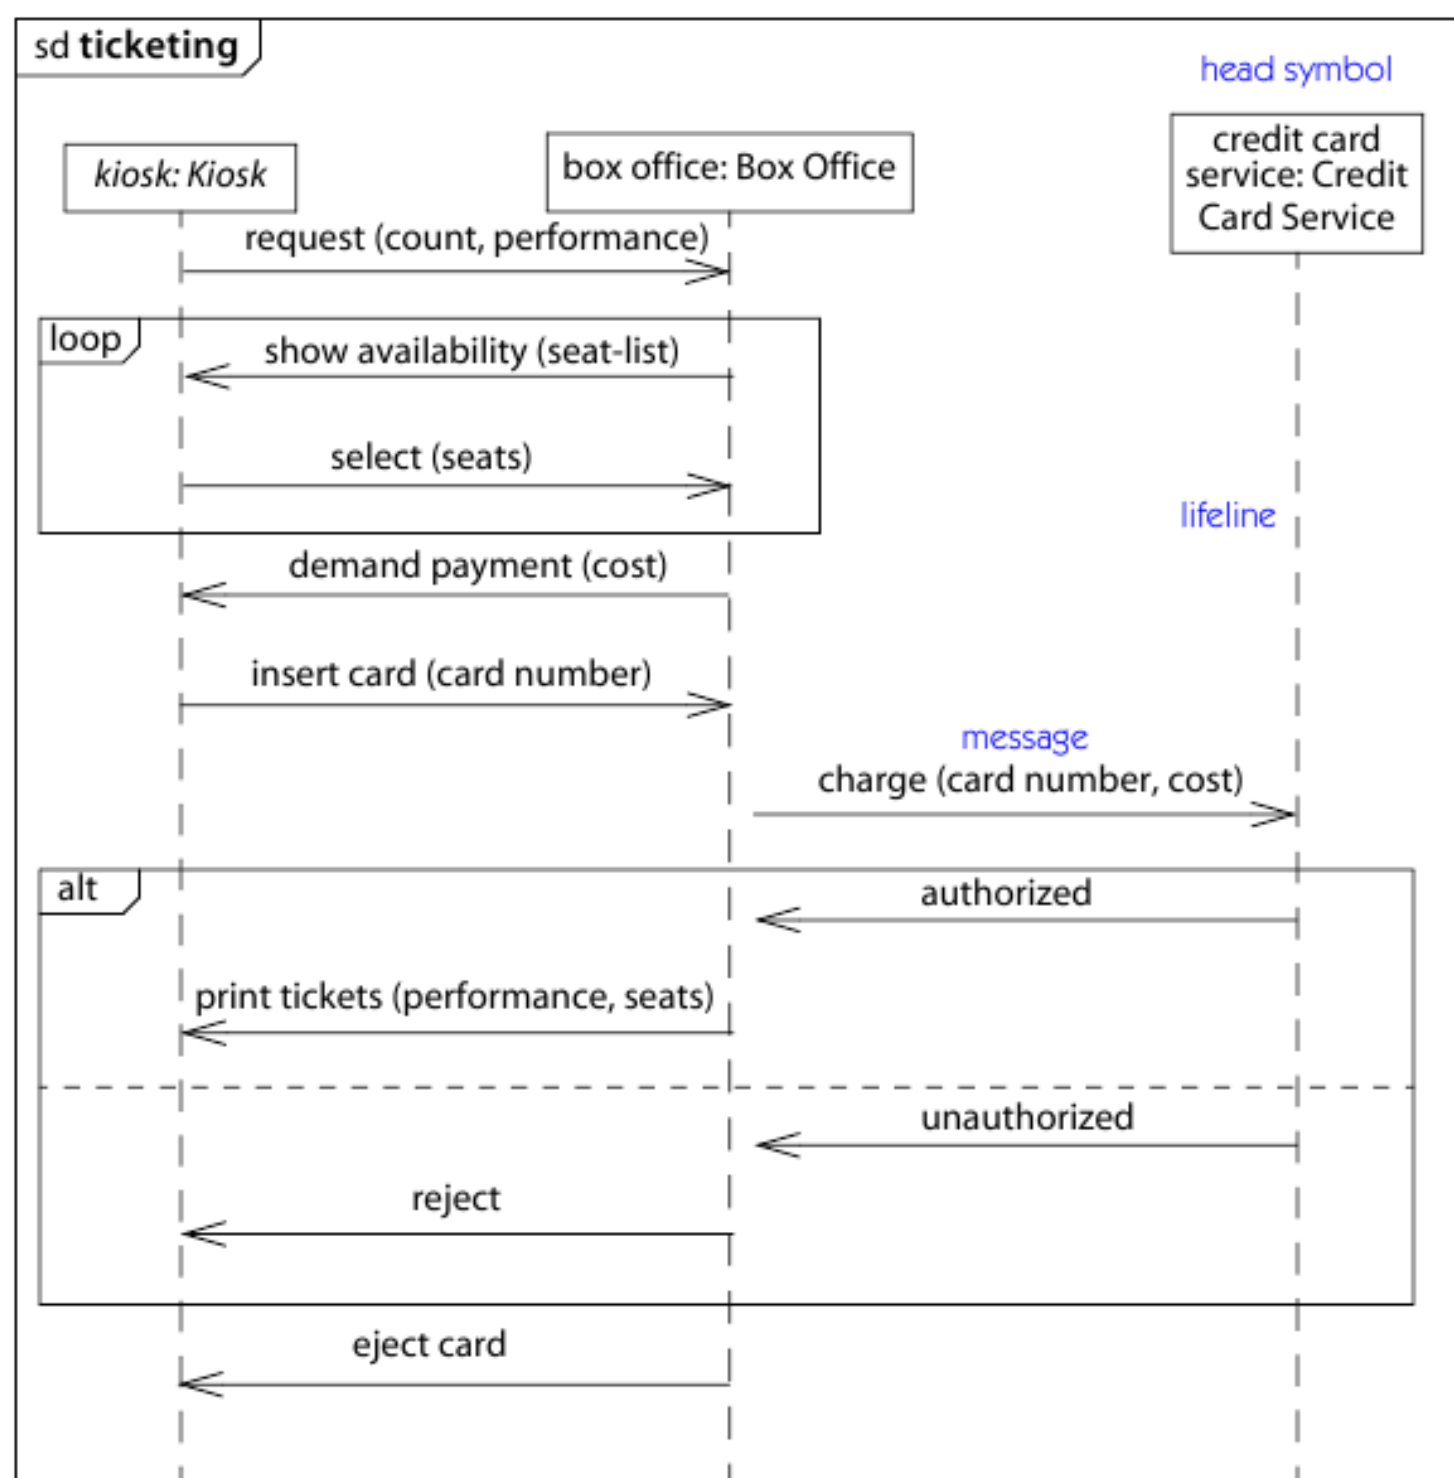 sd ticketing
head symbol
kiosk: Kiosk
box office: Box Office
credit card
service: Credit
Card Service
request (count, performance)
loop
show availability (seat-list)
select (seats)
lifeline
demand payment (cost)
insert card (card number)
message
charge (card number, cost)
alt
authorized
print tickets (performance, seats)
unauthorized
reject
eject card